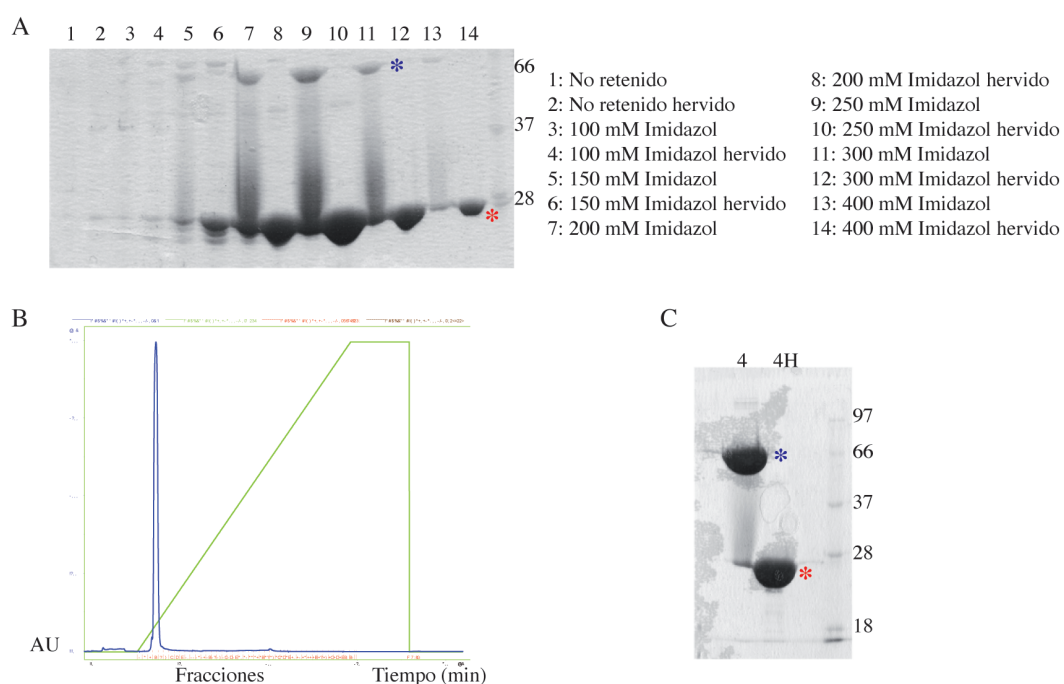 A
1 2 3 4 5 6 7 8 9 10 11 12 13 14
*
66
37
28
*
1: No retenido
2: No retenido hervido
3: 100 mM Imidazol
4: 100 mM Imidazol hervido
5: 150 mM Imidazol
6: 150 mM Imidazol hervido
7: 200 mM Imidazol
8: 200 mM Imidazol hervido
9: 250 mM Imidazol
10: 250 mM Imidazol hervido
11: 300 mM Imidazol
12: 300 mM Imidazol hervido
13: 400 mM Imidazol
14: 400 mM Imidazol hervido
B
AU
Fracciones
Tiempo (min)
C
4 4H
97
66
*
37
28
*
18